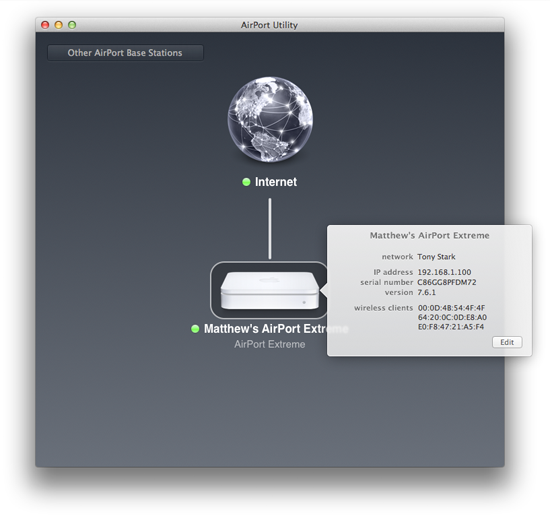 AirPort Utility
Other AirPort Base Stations
Internet
Matthew's AirPort Extreme
network Tony Stark
IP address 192.168.1.100
serial number C86GG8PFDM72
version 7.6.1
wireless clients 00:0D:4B:54:4F:4F
64:20:0C:0D:E8:A0
E0:F8:47:21:A5:F4
Edit
Matthew's AirPort Extreme
AirPort Extreme